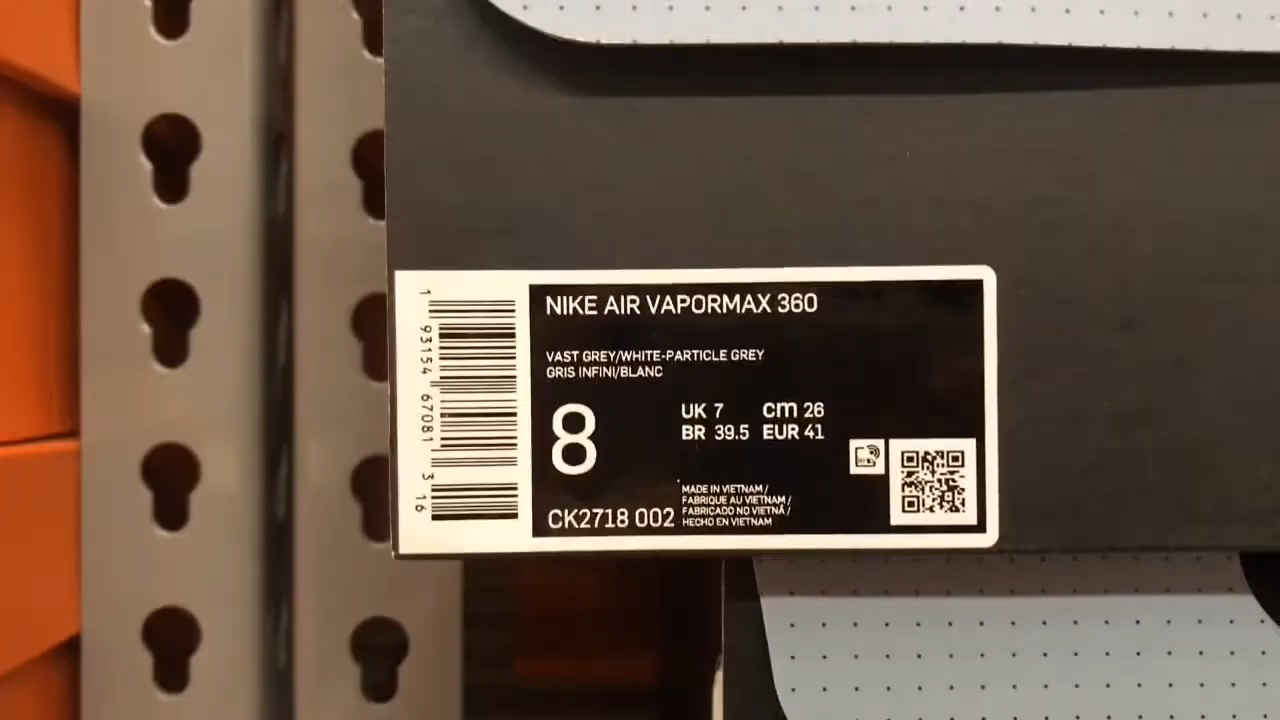 NIKE AIR VAPORMAX 360
VAST GREY/WHITE-PARTICLE GREY
GRIS INFINI/BLANC
8
UK 7 cm 26
BR 39.5 EUR 41
MADE IN VIETNAM /
FABRIQUE AU VIETNAM /
FABRICADO NO VIETNÃ /
HECHO EN VIETNAM
CK2718 002
1 93154 67081 3 16